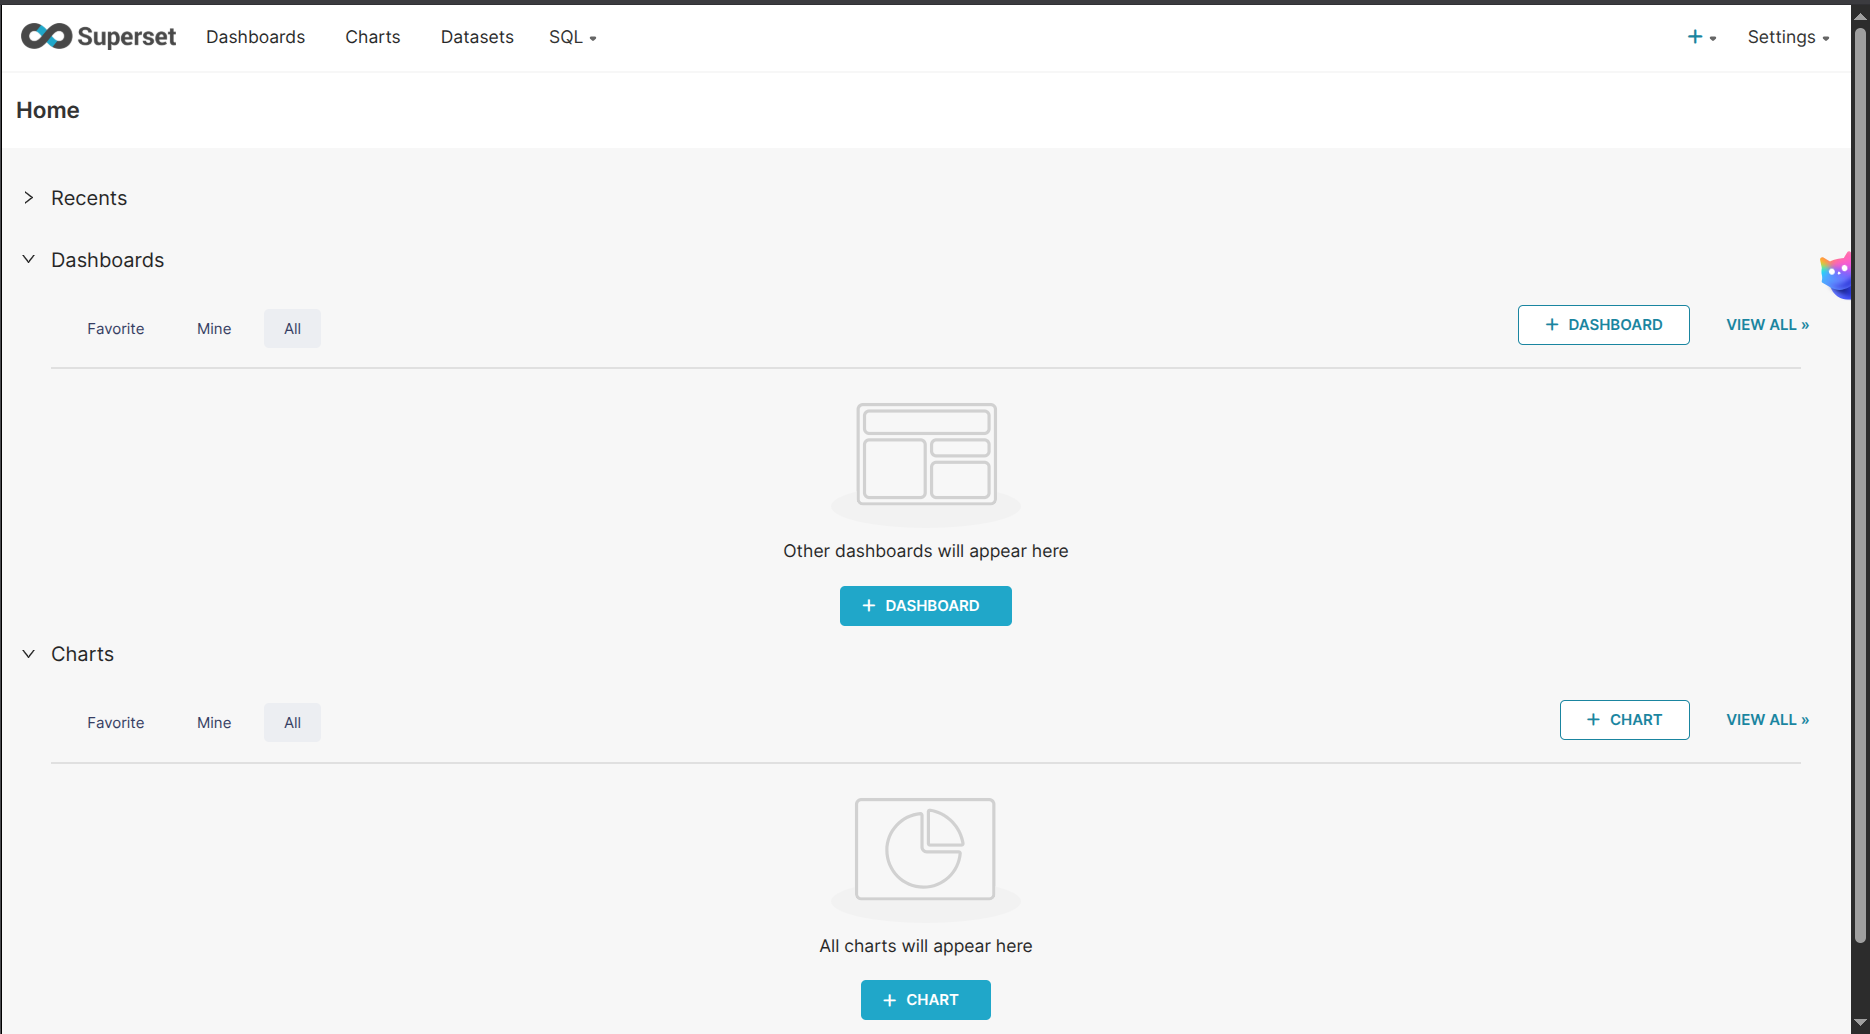 Superset Dashboards Charts Datasets SQL + Settings
Home
Recents
Dashboards
Favorite Mine All + DASHBOARD VIEW ALL »
Other dashboards will appear here
+ DASHBOARD
Charts
Favorite Mine All + CHART VIEW ALL »
All charts will appear here
+ CHART